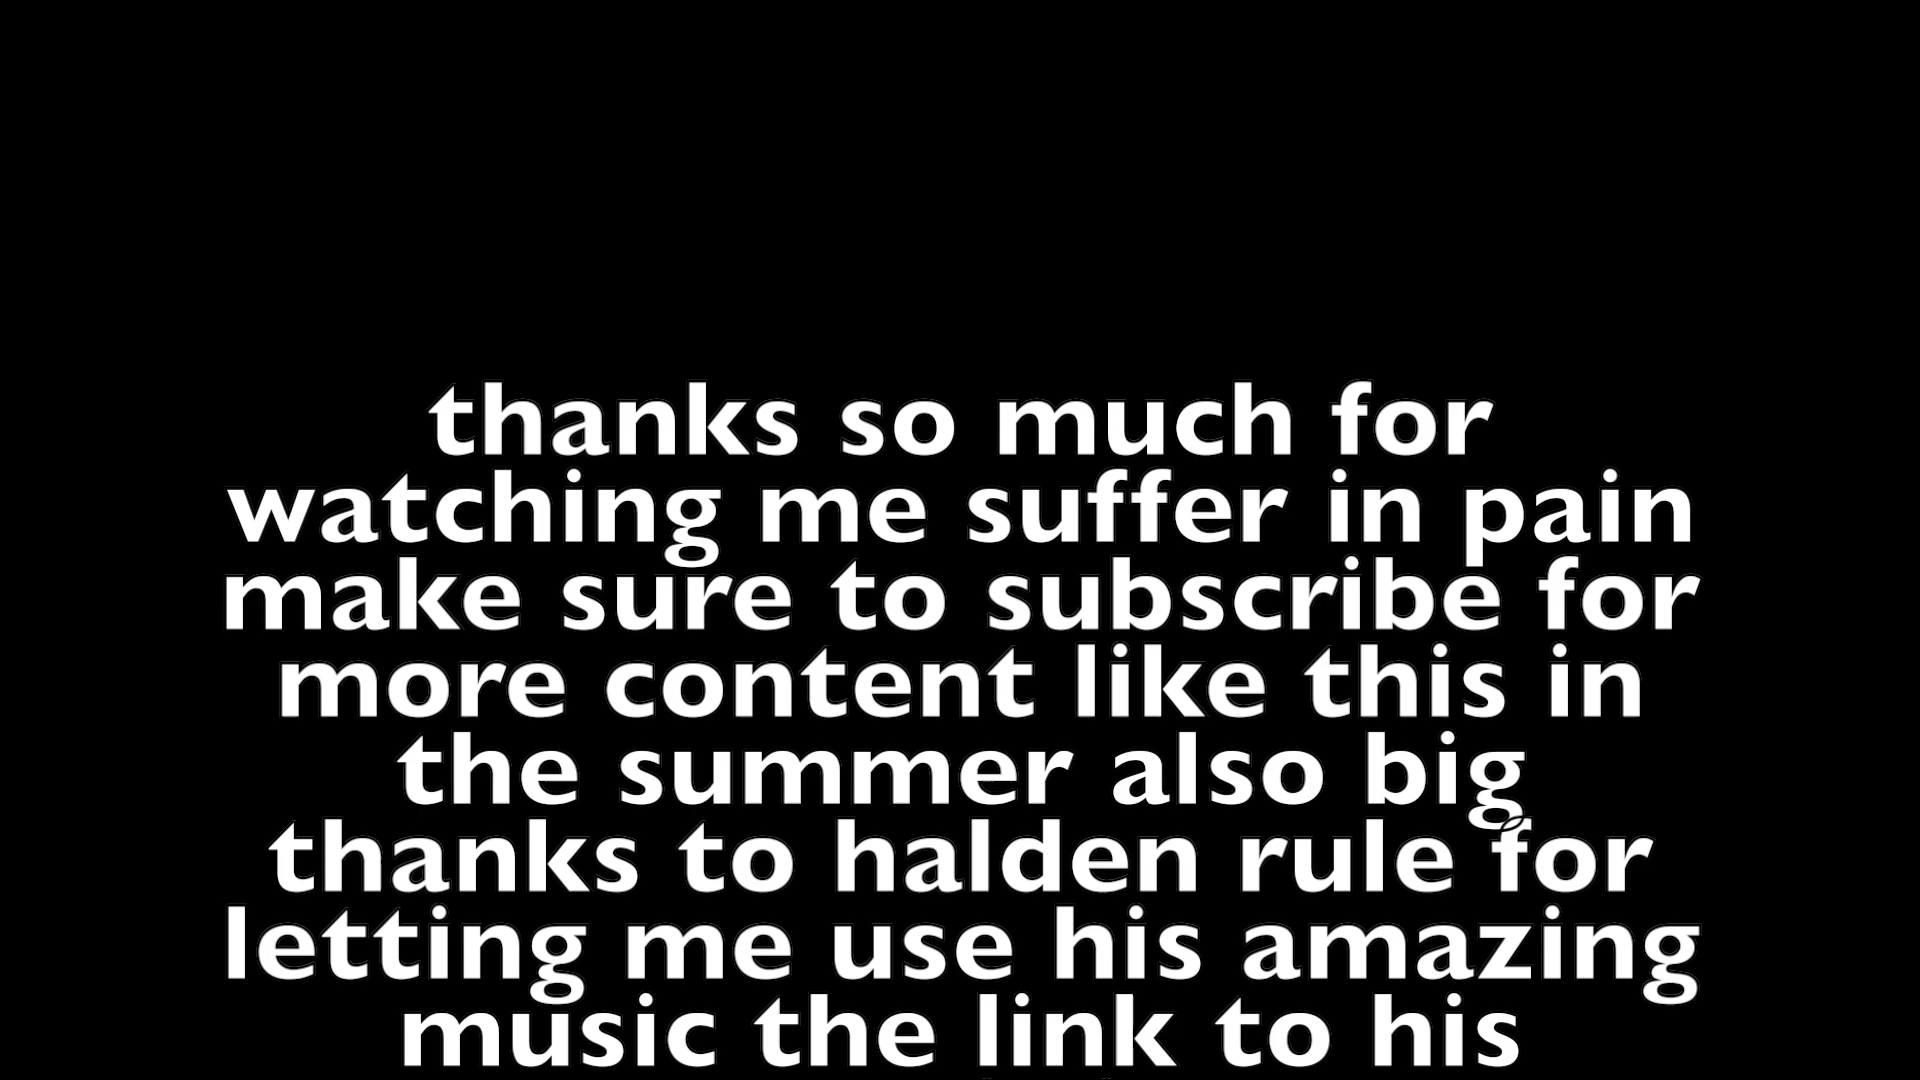 thanks so much for
watching me suffer in pain
make sure to subscribe for
more content like this in
the summer also big
thanks to halden rule for
letting me use his amazing
music the link to his